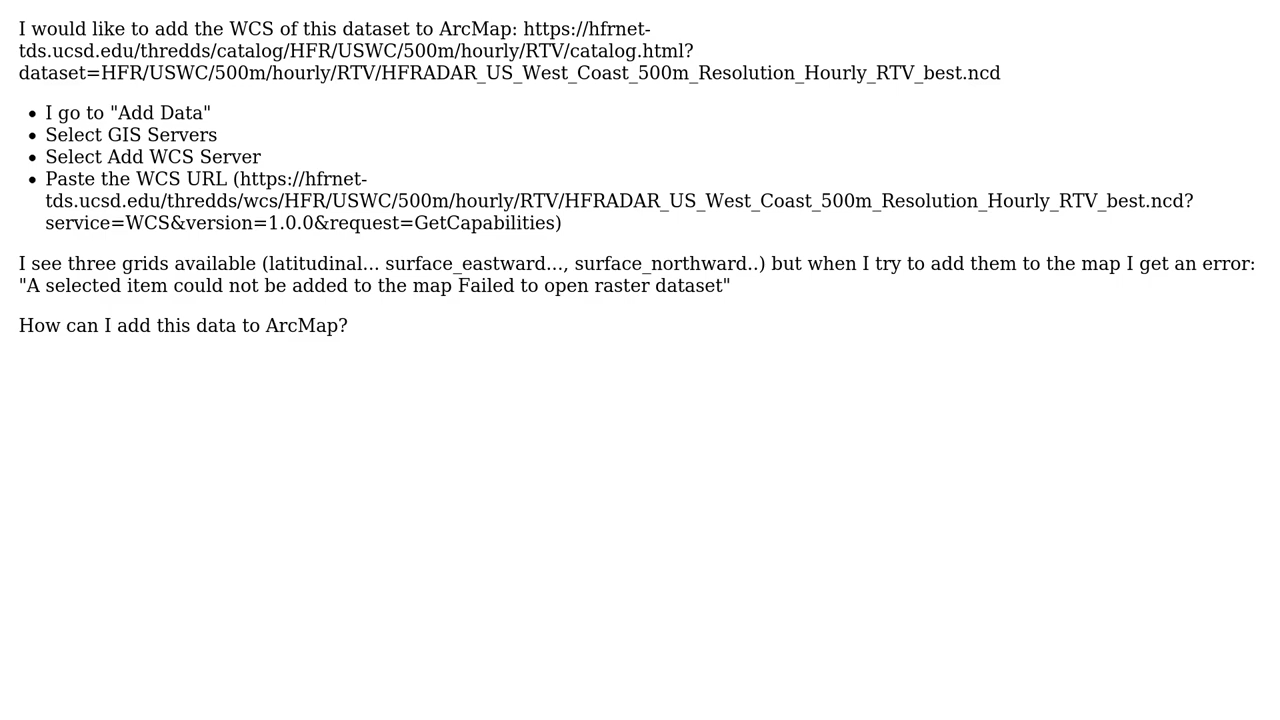 I would like to add the WCS of this dataset to ArcMap: https://hfrnet-
tds.ucsd.edu/thredds/catalog/HFR/USWC/500m/hourly/RTV/catalog.html?
dataset=HFR/USWC/500m/hourly/RTV/HFRADAR_US_West_Coast_500m_Resolution_Hourly_RTV_best.ncd
• I go to "Add Data"
• Select GIS Servers
• Select Add WCS Server
• Paste the WCS URL (https://hfrnet-
tds.ucsd.edu/thredds/wcs/HFR/USWC/500m/hourly/RTV/HFRADAR_US_West_Coast_500m_Resolution_Hourly_RTV_best.ncd?
service=WCS&version=1.0.0&request=GetCapabilities)
I see three grids available (latitudinal... surface_eastward..., surface_northward..) but when I try to add them to the map I get an error:
"A selected item could not be added to the map Failed to open raster dataset"
How can I add this data to ArcMap?